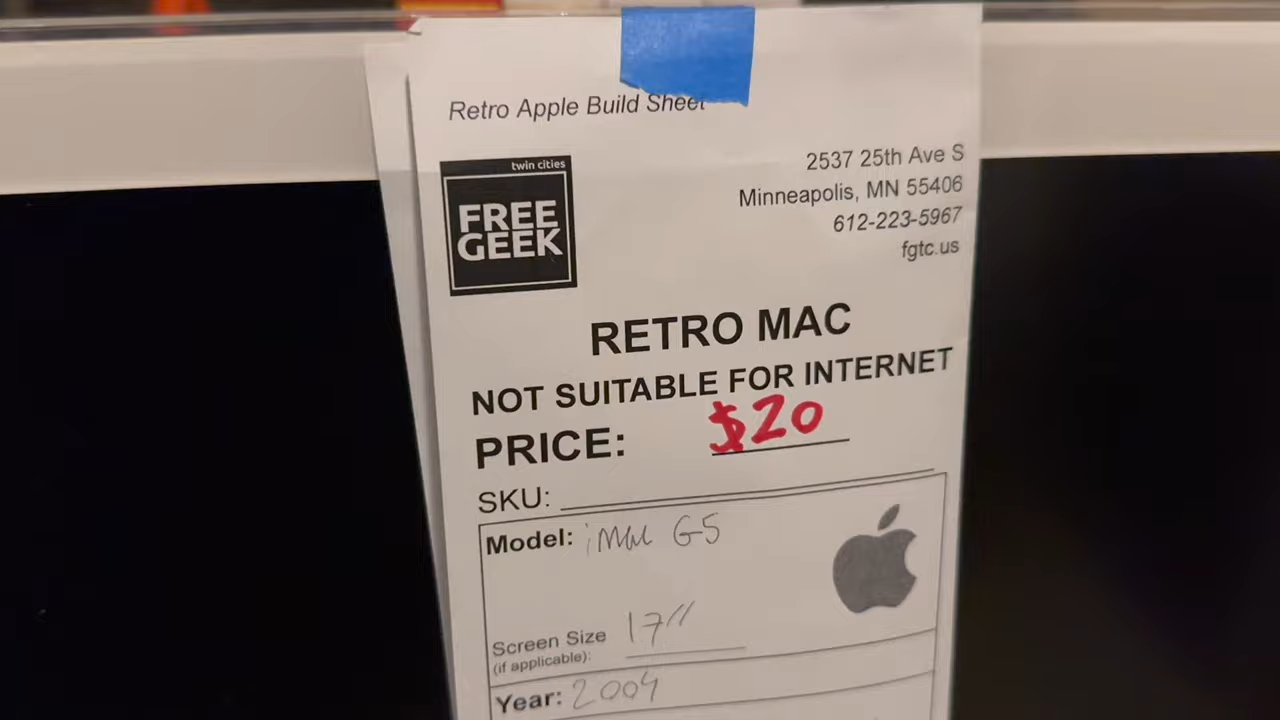 Retro Apple Build Sheet
twin cities
FREE
GEEK
2537 25th Ave S
Minneapolis, MN 55406
612-223-5967
fgtc.us
RETRO MAC
NOT SUITABLE FOR INTERNET
PRICE: $20
SKU:
Model: iMac G5
Screen Size 17"
(if applicable):
Year: 2004